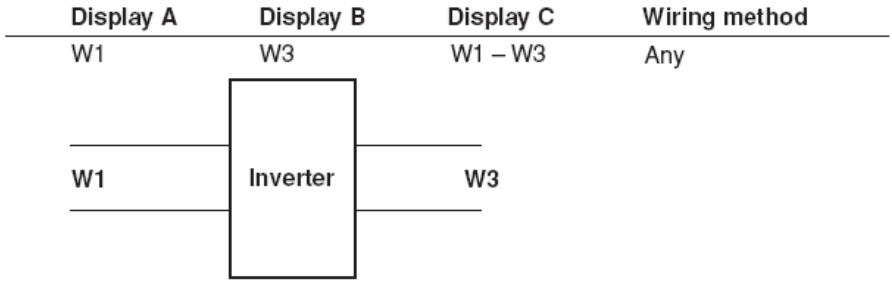 Display A Display B Display C Wiring method
W1 W3 W1 – W3 Any
W1 Inverter W3